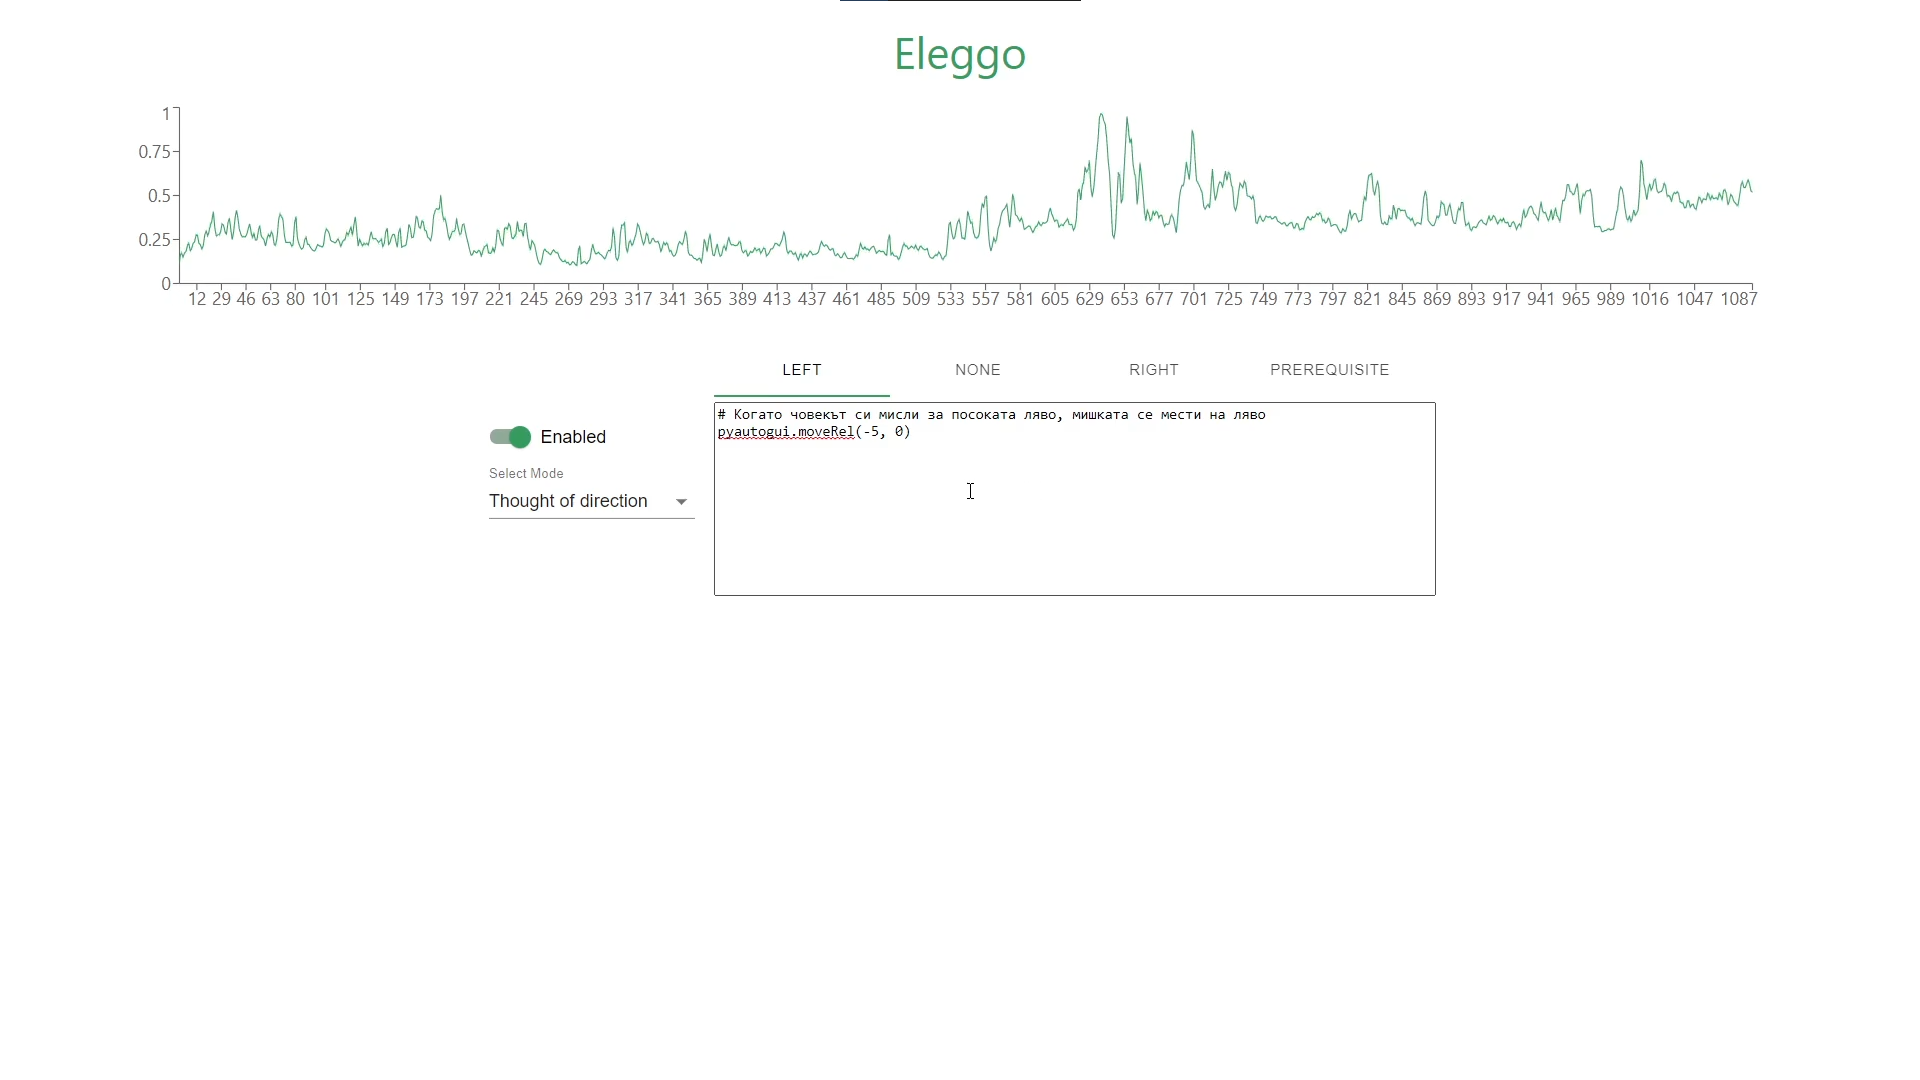 Eleggo
1
0.75
0.5
0.25
0
12 29 46 63 80 101 125 149 173 197 221 245 269 293 317 341 365 389 413 437 461 485 509 533 557 581 605 629 653 677 701 725 749 773 797 821 845 869 893 917 941 965 989 1016 1047 1087
LEFT NONE RIGHT PREREQUISITE
# Когато човекът си мисли за посоката ляво, мишката се мести на ляво
pyautogui.moveRel(-5, 0)
Enabled
Select Mode
Thought of direction